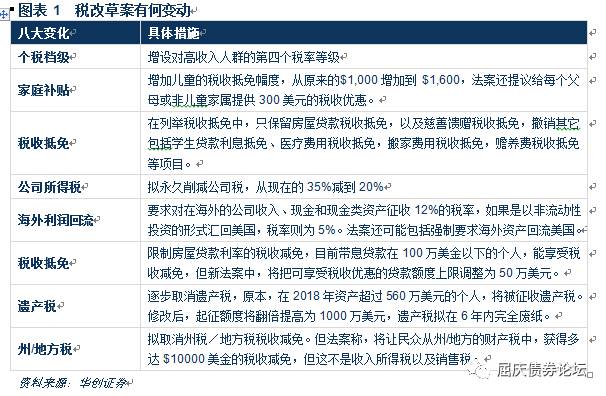 图表 1 税改草案有何变动
八大变化 具体措施
个税档级 增设对高收入人群的第四个税率等级
家庭补贴 增加儿童的税收抵免幅度，从原来的$1,000 增加到 $1,600，法案还提议给每个父
母或非儿童家属提供 300 美元的税收优惠。
税收抵免 在列举税收抵免中，只保留房屋贷款税收抵免，以及慈善馈赠税收抵免，撤销其它
包括学生贷款利息抵免、医疗费用税收抵免，搬家费用税收抵免，赡养费税收抵免
等项目。
公司所得税 拟永久削减公司税，从现在的 35%减到 20%
海外利润回流 要求对在海外的公司收入、现金和现金类资产征收 12%的税率，如果是以非流动性
投资的形式汇回美国，税率则为 5%。法案还可能包括强制要求海外资产回流美国。
税收抵免 限制房屋贷款利率的税收减免，目前带息贷款在 100 万美金以下的个人，能享受税
收减免，但新法案中，将把可享受税收优惠的贷款额度上限调整为 50 万美元。
遗产税 逐步取消遗产税，原本，在 2018 年资产超过 560 万美元的个人，将被征收遗产税。
修改后，起征额度将翻倍提高为 1000 万美元，遗产税拟在 6 年内完全废纸。
州/地方税 拟取消州税／地方税税收减免。但法案称，将让民众从州/地方的财产税中，获得多
达 $10000 美金的税收减免，但这不是收入所得税以及销售税。
资料来源：华创证券
屈庆债券论坛